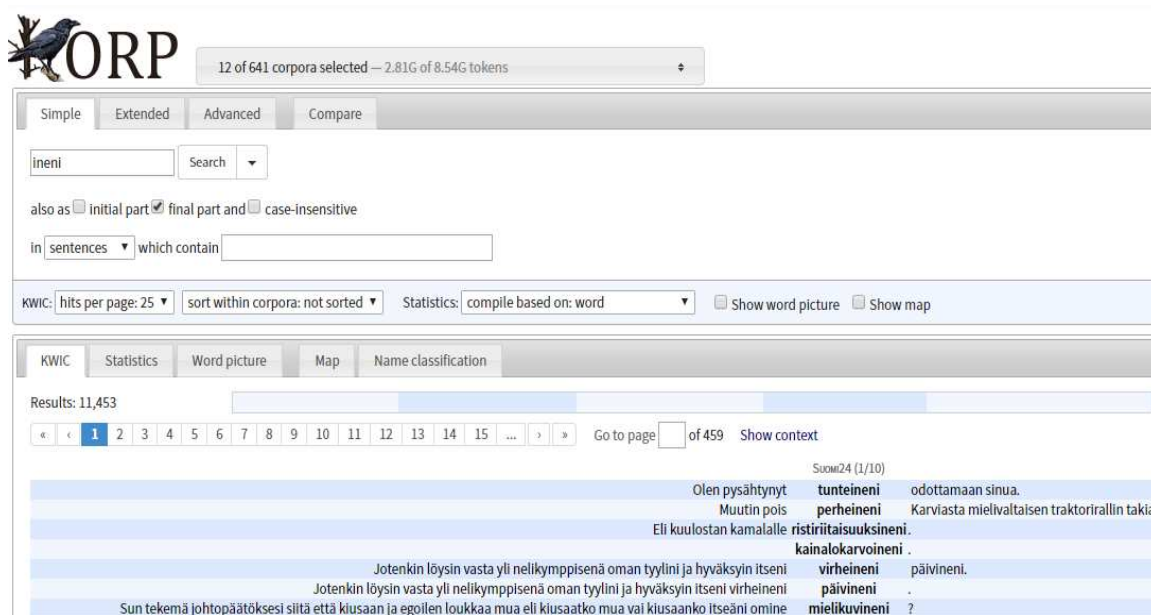 KORP
12 of 641 corpora selected — 2.81G of 8.54G tokens
Simple Extended Advanced Compare
ineni Search
also as initial part final part and case-insensitive
in sentences which contain
KWIC: hits per page: 25 sort within corpora: not sorted Statistics: compile based on: word Show word picture Show map
KWIC Statistics Word picture Map Name classification
Results: 11,453
« ‹ 1 2 3 4 5 6 7 8 9 10 11 12 13 14 15 ... › » Go to page of 459 Show context
Suomi24 (1/10)
Olen pysähtynyt tunteineni odottamaan sinua.
Muutin pois perheineni Karviasta mielivaltaisen traktorirallin takia
Eli kuulostan kamalalle ristiriitaisuuksineni .
kainalokarvoineni .
Jotenkin löysin vasta yli nelikymppisenä oman tyylini ja hyväksyin itseni virheineni päivineni.
Jotenkin löysin vasta yli nelikymppisenä oman tyylini ja hyväksyin itseni virheineni päivineni .
Sun tekemä johtopäätöksesi siitä että kiusaan ja egoilen loukkaa mua eli kiusaatko mua vai kiusaanko itseäni omine mielikuvineni ?